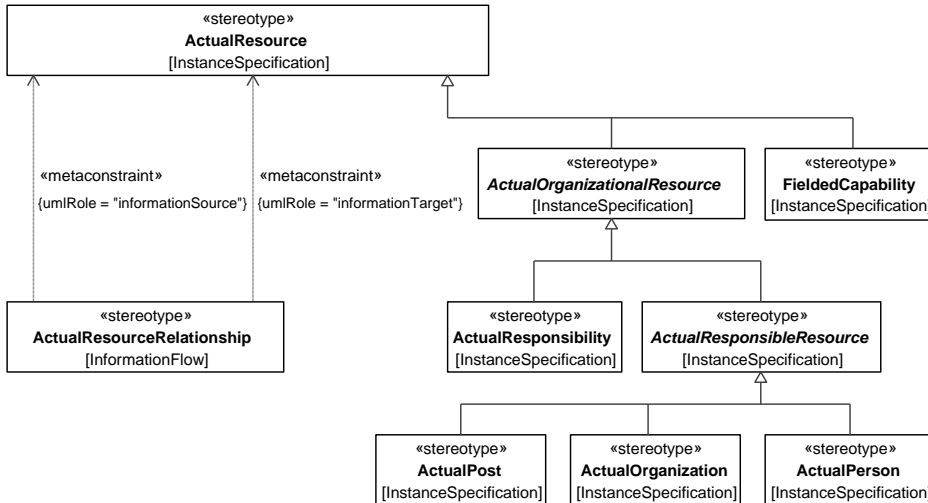 «stereotype»
ActualResource
[InstanceSpecification]
«metaconstraint»
{umlRole = "informationSource"}
«metaconstraint»
{umlRole = "informationTarget"}
«stereotype»
ActualOrganizationalResource
[InstanceSpecification]
«stereotype»
FieldedCapability
[InstanceSpecification]
«stereotype»
ActualResourceRelationship
[InformationFlow]
«stereotype»
ActualResponsibility
[InstanceSpecification]
«stereotype»
ActualResponsibleResource
[InstanceSpecification]
«stereotype»
ActualPost
[InstanceSpecification]
«stereotype»
ActualOrganization
[InstanceSpecification]
«stereotype»
ActualPerson
[InstanceSpecification]